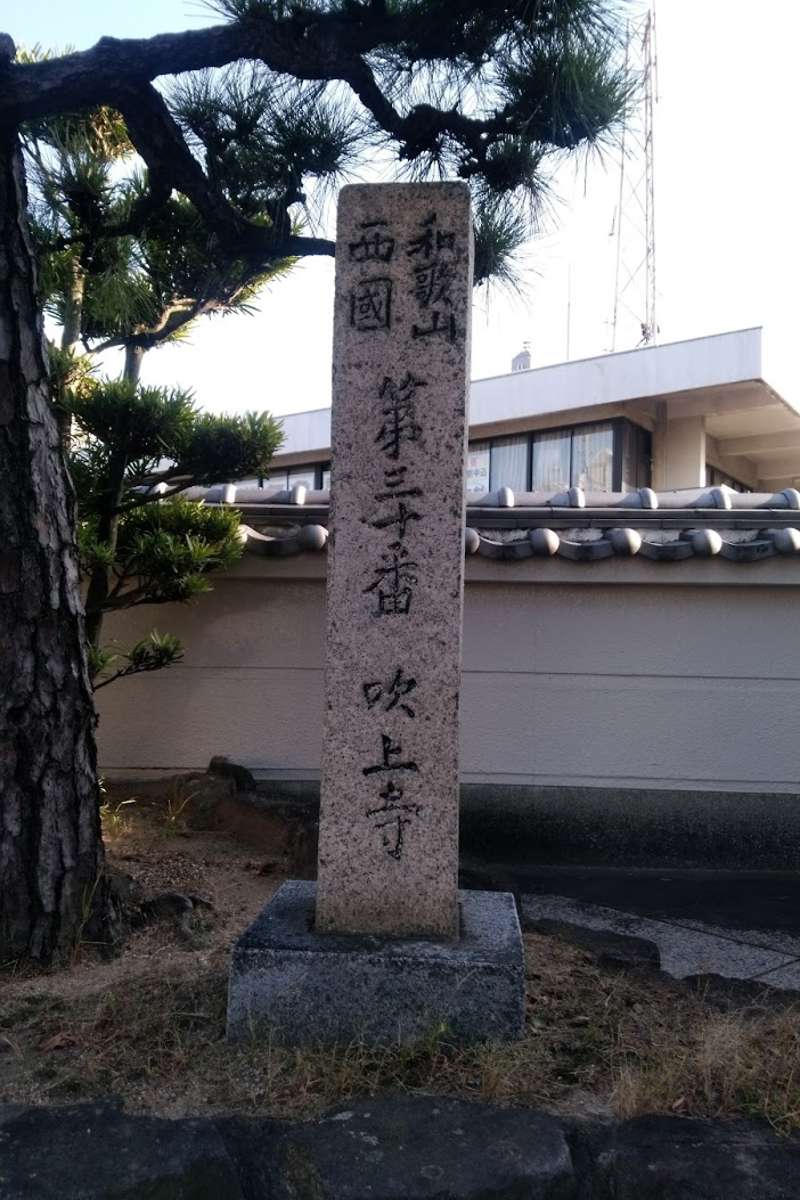 和歌山
西國
第三十番 吹上寺